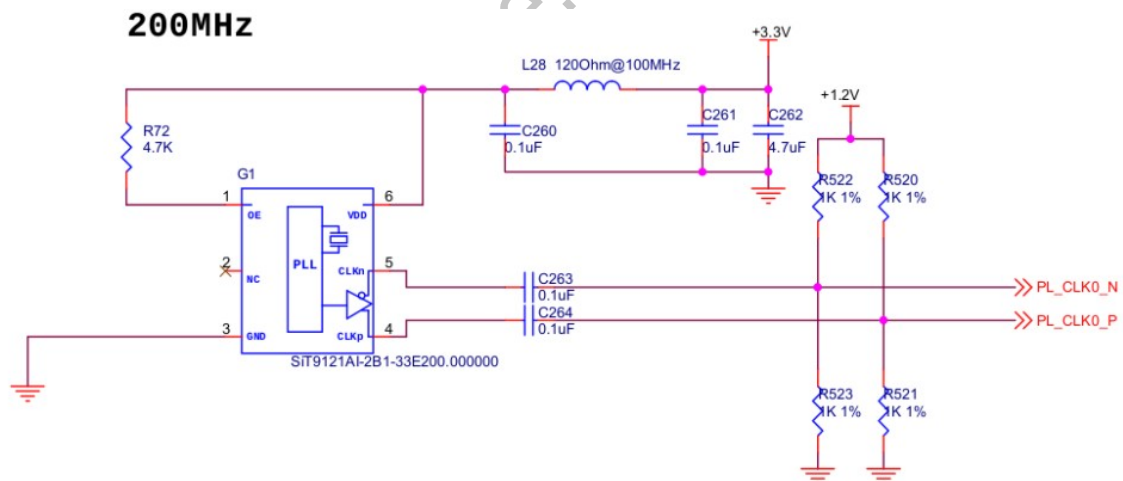 200MHz
+3.3V
L28 120Ohm@100MHz
+1.2V
R72
4.7K
C260
0.1uF
C261
0.1uF
C262
4.7uF
G1
R522
1K 1%
R520
1K 1%
1
OE
6
VDD
2
NC
PLL
5
CLKn
C263
0.1uF
PL_CLK0_N
C264
0.1uF
PL_CLK0_P
3
GND
4
CLKp
SiT9121AI-2B1-33E200.000000
R523
1K 1%
R521
1K 1%